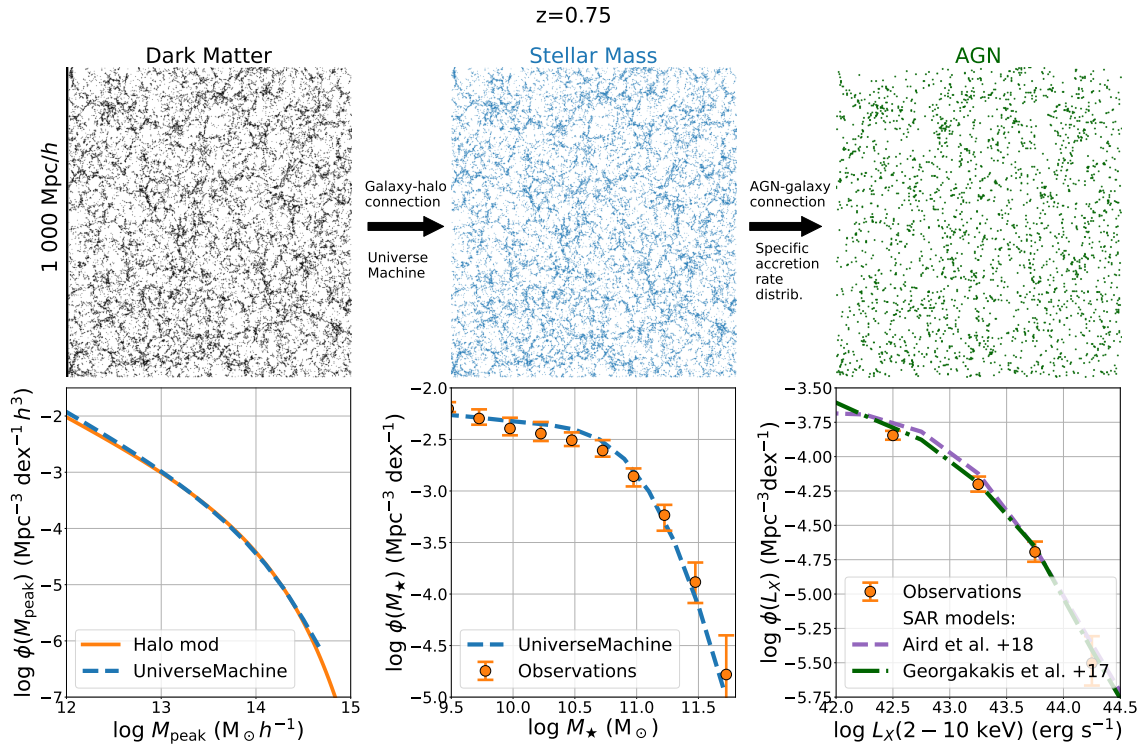 z=0.75
Dark Matter
Stellar Mass
AGN
1 000 Mpc/h
Galaxy-halo
connection
Universe
Machine
AGN-galaxy
connection
Specific
accretion
rate
distrib.
log ϕ(M_peak) (Mpc⁻³ dex⁻¹ h³)
−2
−3
−4
−5
−6
−7
Halo mod
UniverseMachine
12
13
14
15
log M_peak (M⊙ h⁻¹)
log ϕ(M★) (Mpc⁻³ dex⁻¹)
−2.0
−2.5
−3.0
−3.5
−4.0
−4.5
−5.0
UniverseMachine
Observations
9.5
10.0
10.5
11.0
11.5
log M★ (M⊙)
log ϕ(L_X) (Mpc⁻³dex⁻¹)
−3.50
−3.75
−4.00
−4.25
−4.50
−4.75
−5.00
−5.25
−5.50
−5.75
Observations
SAR models:
Aird et al. +18
Georgakakis et al. +17
42.0
42.5
43.0
43.5
44.0
44.5
log L_X(2 − 10 keV) (erg s⁻¹)